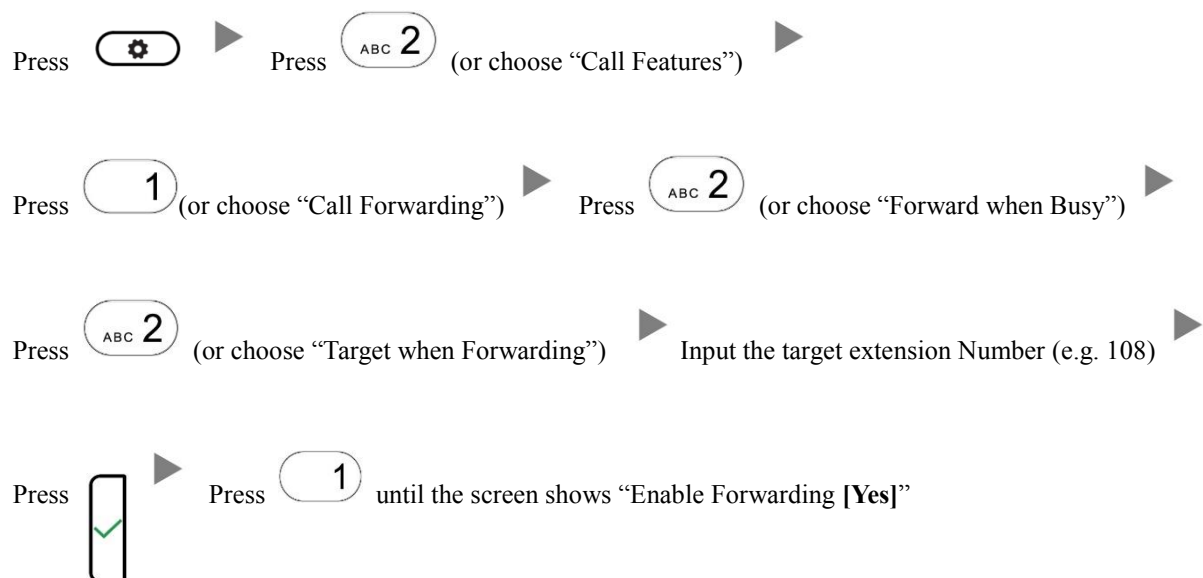 Press Press ABC 2 (or choose “Call Features”)
Press 1 (or choose “Call Forwarding”) Press ABC 2 (or choose “Forward when Busy”)
Press ABC 2 (or choose “Target when Forwarding”) Input the target extension Number (e.g. 108)
Press Press 1 until the screen shows “Enable Forwarding [Yes]”